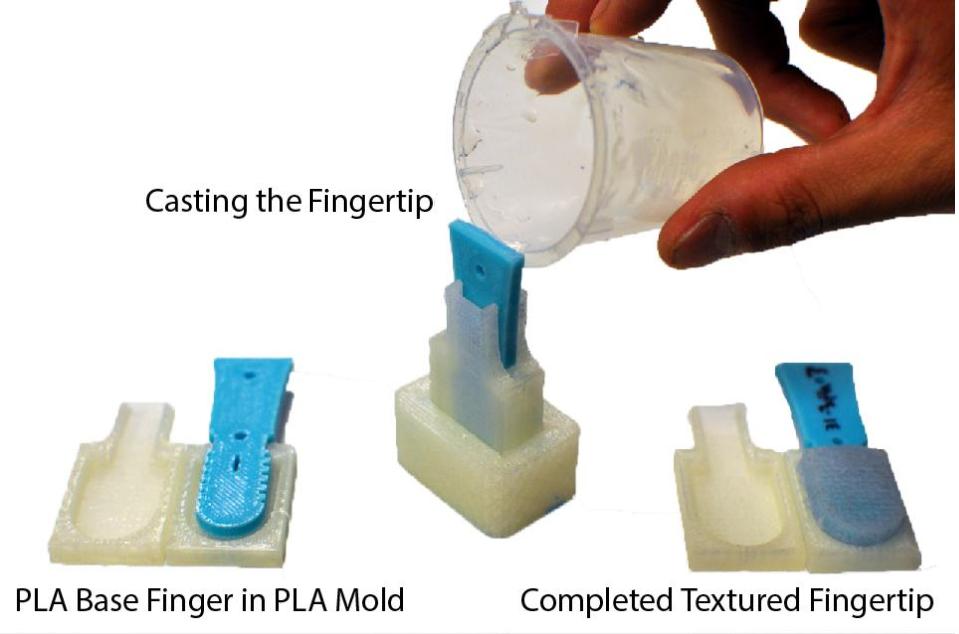 Casting the Fingertip
PLA Base Finger in PLA Mold
Completed Textured Fingertip